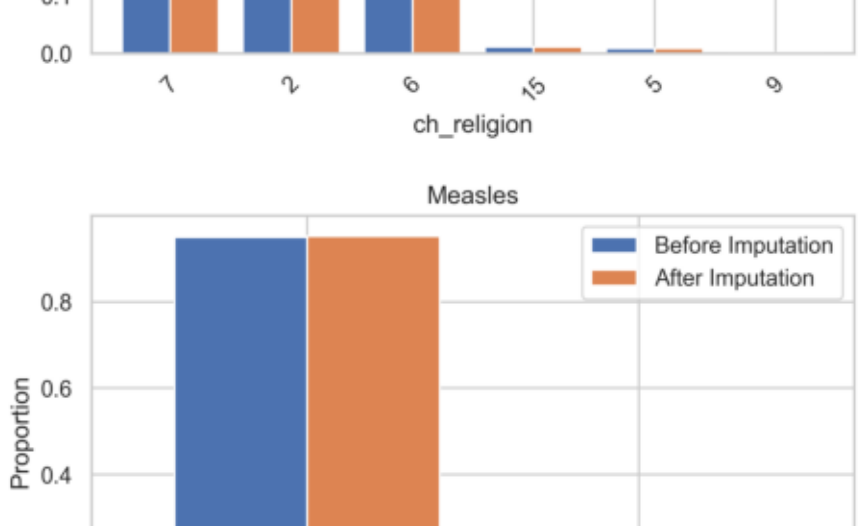 0.0
7 2 6 15 5 9
ch_religion
Measles
Before Imputation
After Imputation
0.8
0.6
0.4
Proportion